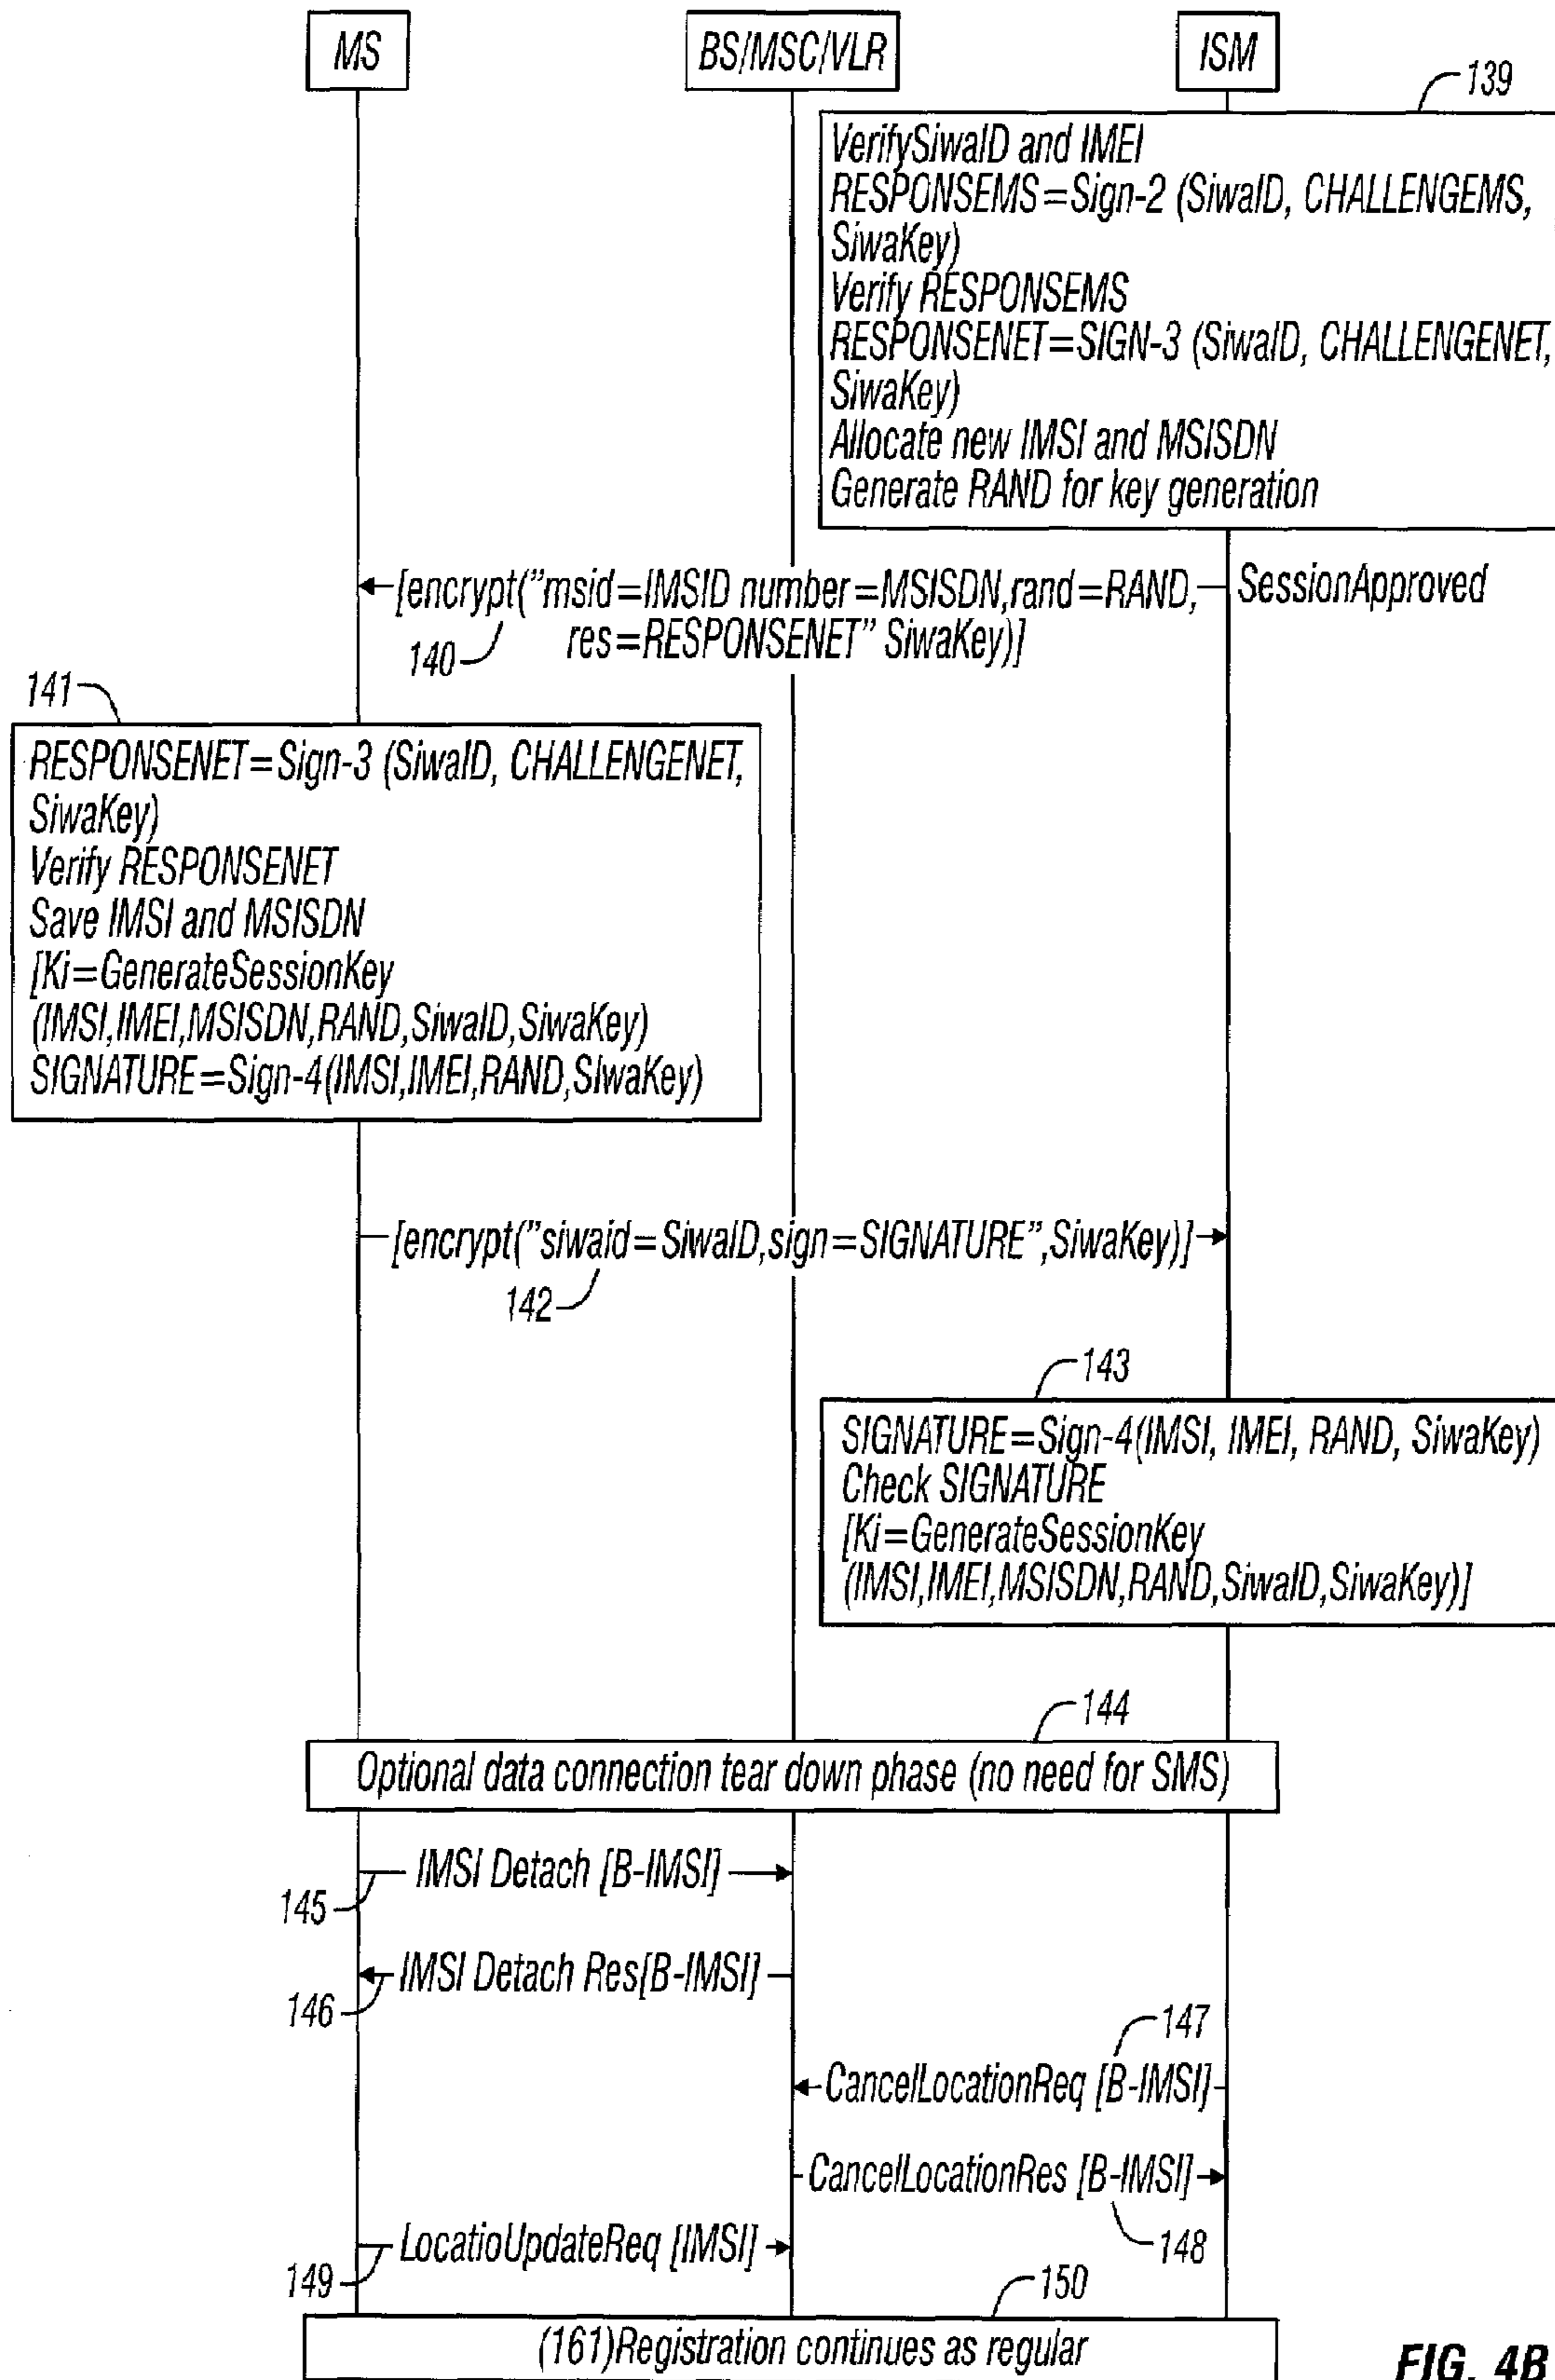 MS
BS/MSC/VLR
ISM
139
VerifySiwaID and IMEI
RESPONSEMS=Sign-2 (SiwaID, CHALLENGEMS,
SiwaKey)
Verify RESPONSEMS
RESPONSENET=SIGN-3 (SiwaID, CHALLENGENET,
SiwaKey)
Allocate new IMSI and MSISDN
Generate RAND for key generation
[encrypt("msid=IMSID number=MSISDN,rand=RAND,
res=RESPONSENET" SiwaKey)]
SessionApproved
140
141
RESPONSENET=Sign-3 (SiwaID, CHALLENGENET,
SiwaKey)
Verify RESPONSENET
Save IMSI and MSISDN
[Ki=GenerateSessionKey
(IMSI,IMEI,MSISDN,RAND,SiwaID,SiwaKey)
SIGNATURE=Sign-4(IMSI,IMEI,RAND,SiwaKey)
[encrypt("siwaid=SiwaID,sign=SIGNATURE",SiwaKey)]
142
143
SIGNATURE=Sign-4(IMSI, IMEI, RAND, SiwaKey)
Check SIGNATURE
[Ki=GenerateSessionKey
(IMSI,IMEI,MSISDN,RAND,SiwaID,SiwaKey)]
144
Optional data connection tear down phase (no need for SMS)
IMSI Detach [B-IMSI]
145
IMSI Detach Res[B-IMSI]
146
147
CancelLocationReq [B-IMSI]
CancelLocationRes [B-IMSI]
148
LocatioUpdateReq [IMSI]
149
150
(161)Registration continues as regular
FIG. 4B